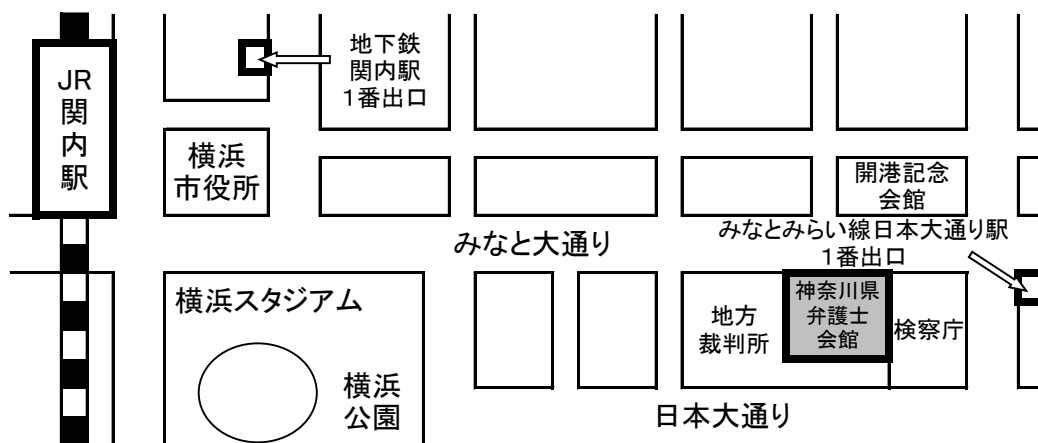 JR
関
内
駅
地下鉄
関内駅
1番出口
横浜
市役所
開港記念
会館
みなと大通り
みなとみらい線日本大通り駅
1番出口
横浜スタジアム
横浜
公園
地方
裁判所
神奈川県
弁護士
会館
検察庁
日本大通り